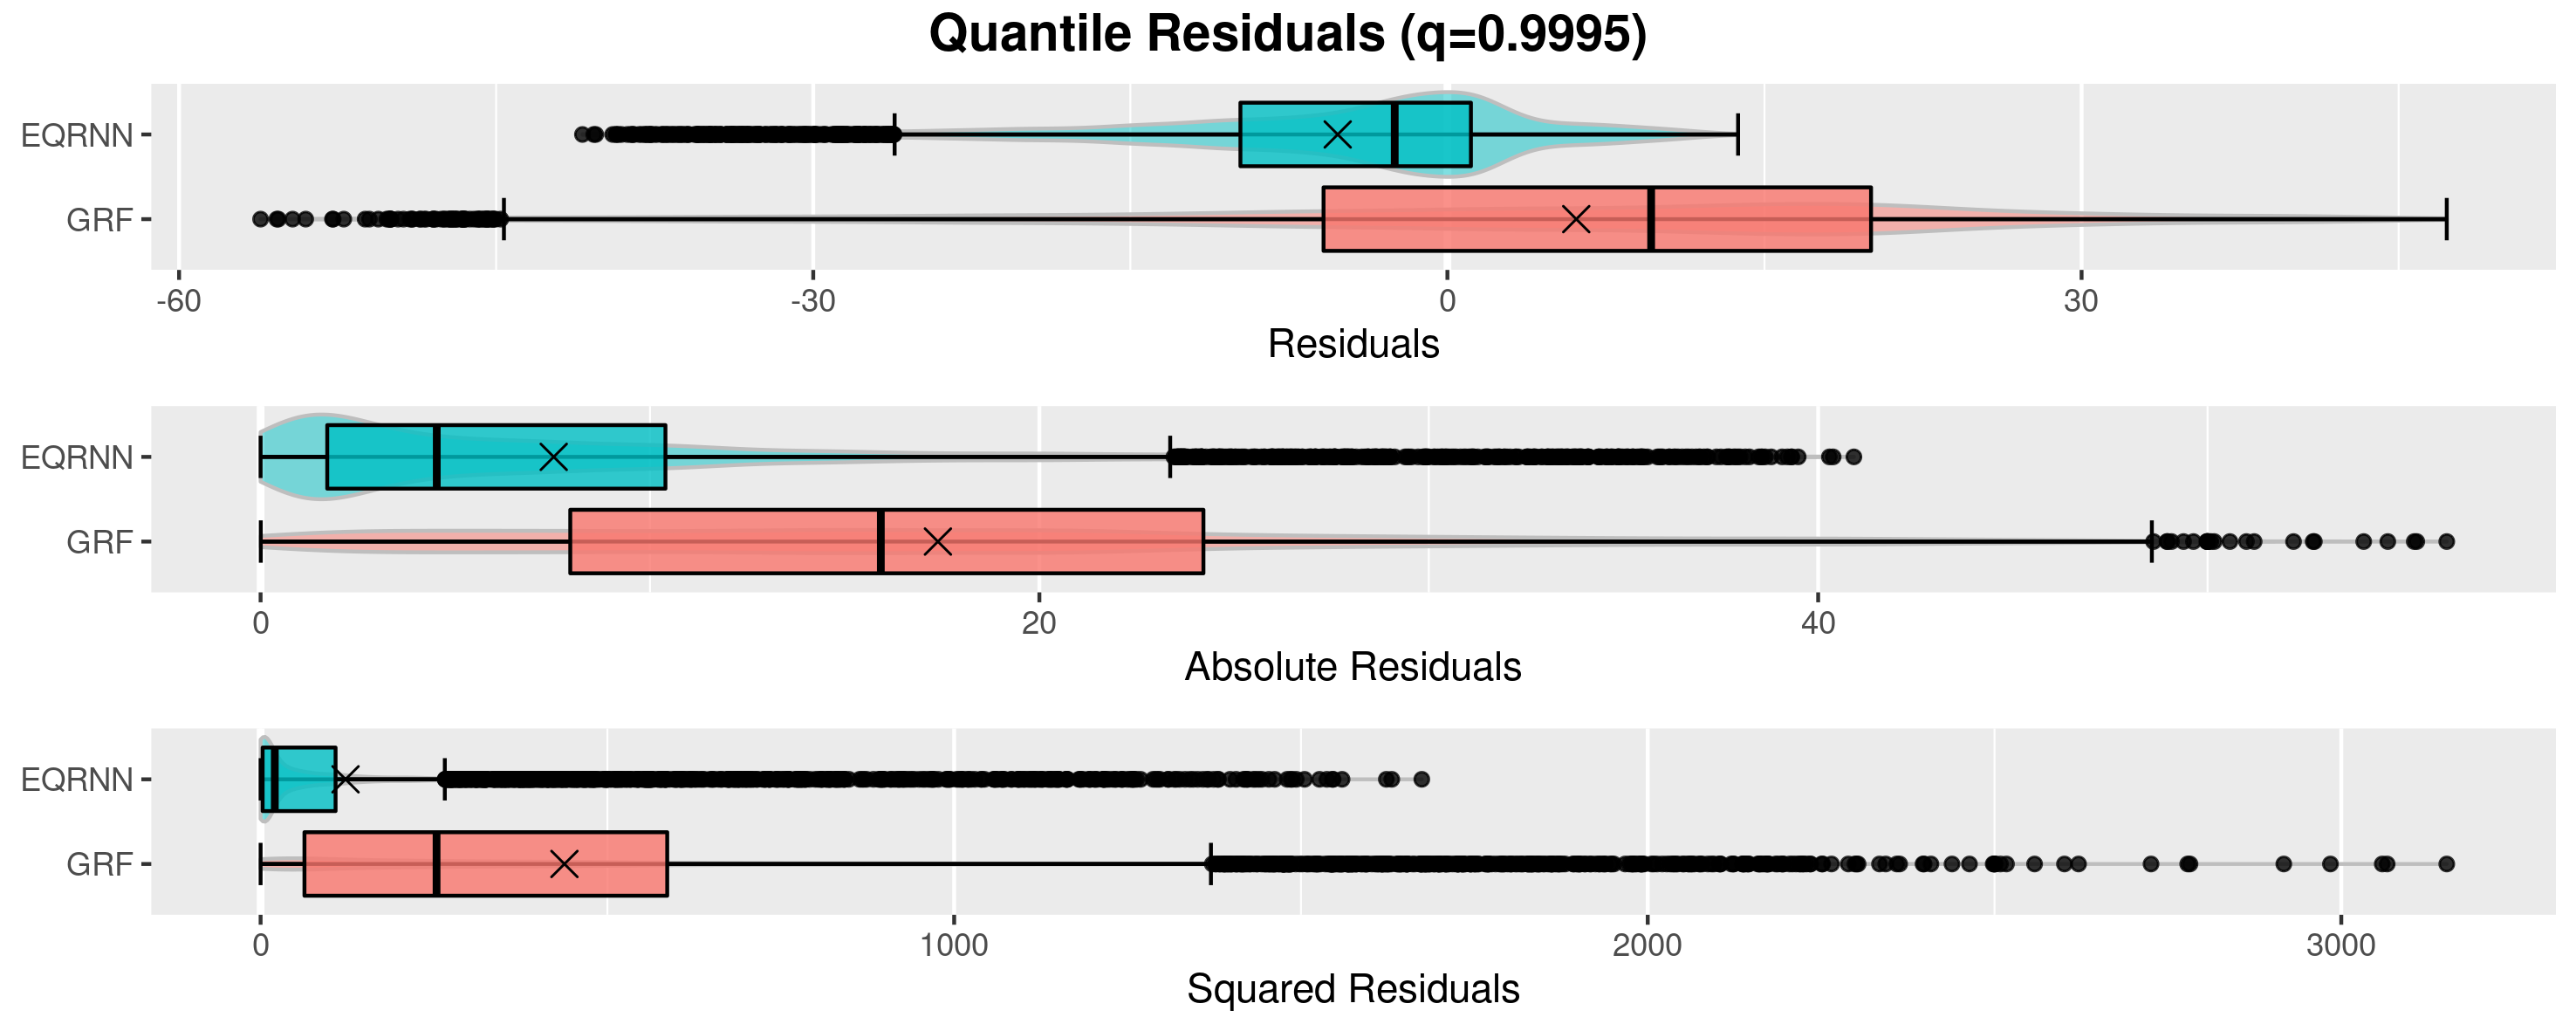 Quantile Residuals (q=0.9995)
EQRNN
GRF
-60 -30 0 30
Residuals
EQRNN
GRF
0 20 40
Absolute Residuals
EQRNN
GRF
0 1000 2000 3000
Squared Residuals